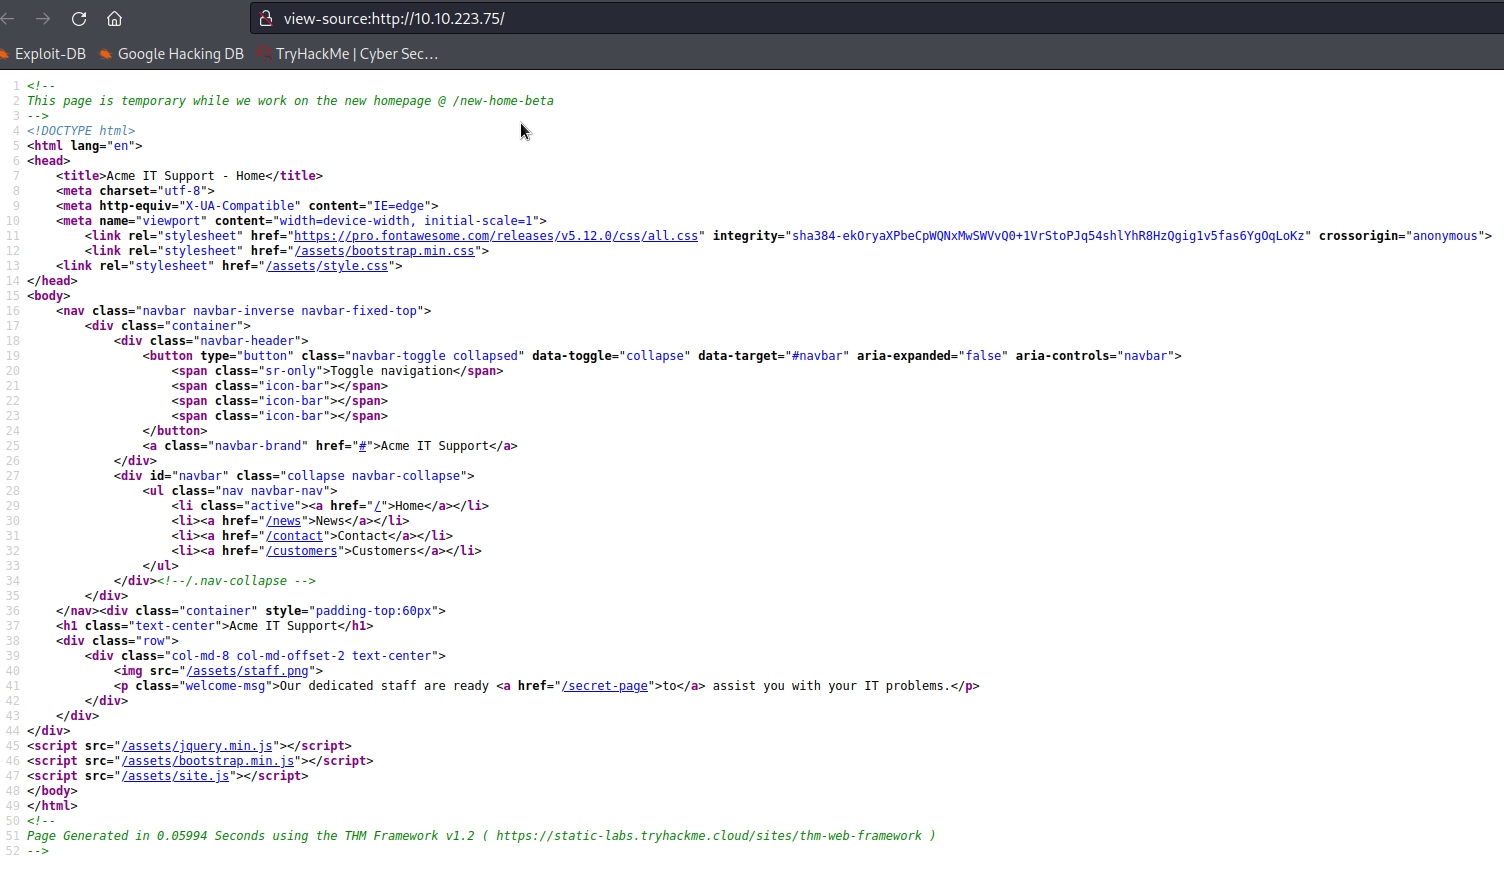 view-source:http://10.10.223.75/
Exploit-DB Google Hacking DB TryHackMe | Cyber Sec…
1 <!--
2 This page is temporary while we work on the new homepage @ /new-home-beta
3 -->
4 <!DOCTYPE html>
5 <html lang="en">
6 <head>
7     <title>Acme IT Support - Home</title>
8     <meta charset="utf-8">
9     <meta http-equiv="X-UA-Compatible" content="IE=edge">
10     <meta name="viewport" content="width=device-width, initial-scale=1">
11         <link rel="stylesheet" href="https://pro.fontawesome.com/releases/v5.12.0/css/all.css" integrity="sha384-ekOryaXPbeCpWQNxMwSWVvQ0+1VrStoPJq54shlYhR8HzQgig1v5fas6YgOqLoKz" crossorigin="anonymous">
12         <link rel="stylesheet" href="/assets/bootstrap.min.css">
13     <link rel="stylesheet" href="/assets/style.css">
14 </head>
15 <body>
16     <nav class="navbar navbar-inverse navbar-fixed-top">
17         <div class="container">
18             <div class="navbar-header">
19                 <button type="button" class="navbar-toggle collapsed" data-toggle="collapse" data-target="#navbar" aria-expanded="false" aria-controls="navbar">
20                     <span class="sr-only">Toggle navigation</span>
21                     <span class="icon-bar"></span>
22                     <span class="icon-bar"></span>
23                     <span class="icon-bar"></span>
24                 </button>
25                 <a class="navbar-brand" href="#">Acme IT Support</a>
26             </div>
27             <div id="navbar" class="collapse navbar-collapse">
28                 <ul class="nav navbar-nav">
29                     <li class="active"><a href="/">Home</a></li>
30                     <li><a href="/news">News</a></li>
31                     <li><a href="/contact">Contact</a></li>
32                     <li><a href="/customers">Customers</a></li>
33                 </ul>
34             </div><!--/.nav-collapse -->
35         </div>
36     </nav><div class="container" style="padding-top:60px">
37     <h1 class="text-center">Acme IT Support</h1>
38     <div class="row">
39         <div class="col-md-8 col-md-offset-2 text-center">
40             <img src="/assets/staff.png">
41             <p class="welcome-msg">Our dedicated staff are ready <a href="/secret-page">to</a> assist you with your IT problems.</p>
42         </div>
43     </div>
44 </div>
45 <script src="/assets/jquery.min.js"></script>
46 <script src="/assets/bootstrap.min.js"></script>
47 <script src="/assets/site.js"></script>
48 </body>
49 </html>
50 <!--
51 Page Generated in 0.05994 Seconds using the THM Framework v1.2 ( https://static-labs.tryhackme.cloud/sites/thm-web-framework )
52 -->